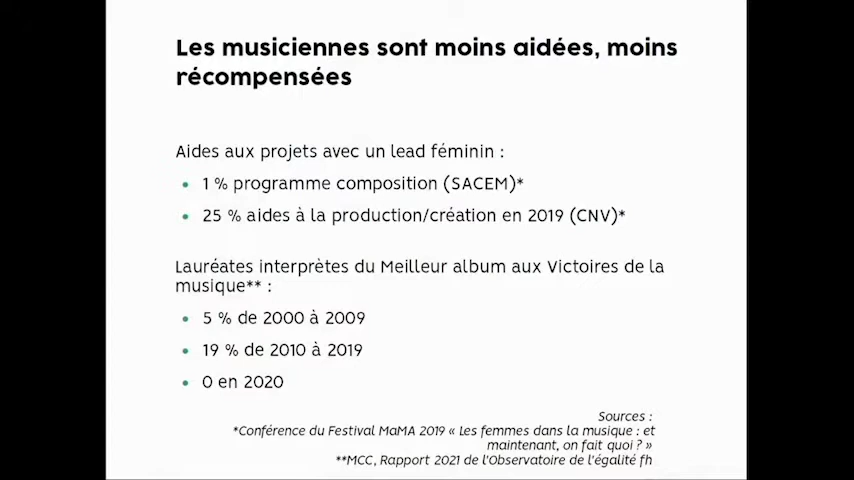 Les musiciennes sont moins aidées, moins
récompensées
Aides aux projets avec un lead féminin :
• 1 % programme composition (SACEM)*
• 25 % aides à la production/création en 2019 (CNV)*
Lauréates interprètes du Meilleur album aux Victoires de la
musique** :
• 5 % de 2000 à 2009
• 19 % de 2010 à 2019
• 0 en 2020
Sources :
*Conférence du Festival MaMA 2019 « Les femmes dans la musique : et
maintenant, on fait quoi ? »
**MCC, Rapport 2021 de l'Observatoire de l'égalité fh